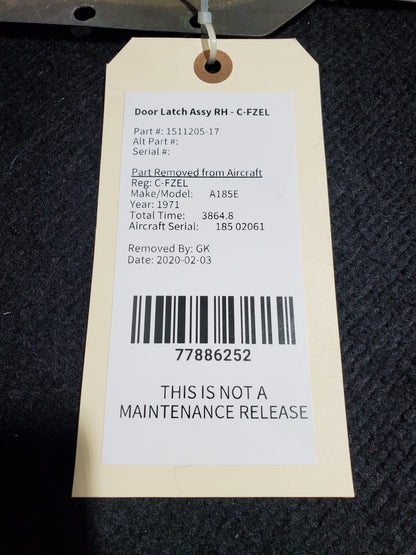 Door Latch Assy RH - C-FZEL
Part #: 1511205-17
Alt Part #:
Serial #:
Part Removed from Aircraft
Reg: C-FZEL
Make/Model: A185E
Year: 1971
Total Time: 3864.8
Aircraft Serial: 185 02061
Removed By: GK
Date: 2020-02-03
77886252
THIS IS NOT A
MAINTENANCE RELEASE